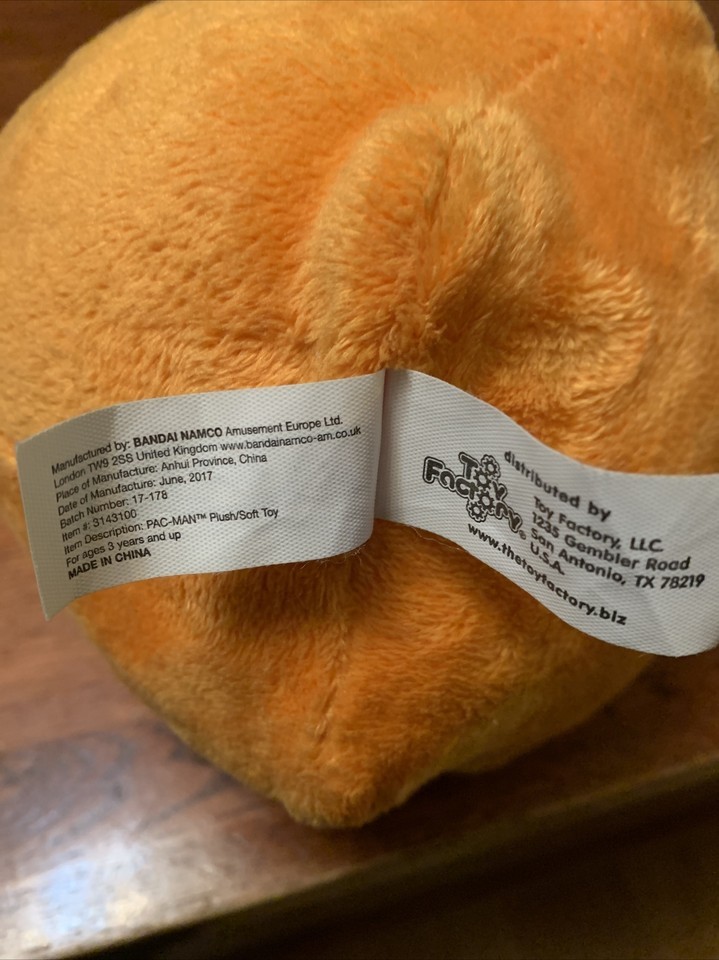 Manufactured by: BANDAI NAMCO Amusement Europe Ltd.
London TW9 2SS United Kingdom www.bandainamco-am.co.uk
Place of Manufacture: Anhui Province, China
Date of Manufacture: June, 2017
Batch Number: 17-178
Item #: 3143100
Item Description: PAC-MAN™ Plush/Soft Toy
For ages 3 years and up
MADE IN CHINA
Toy
Factory®
distributed by
Toy Factory, LLC
1235 Gembler Road
San Antonio, TX 78219
U.S.A.
www.thetoyfactory.biz